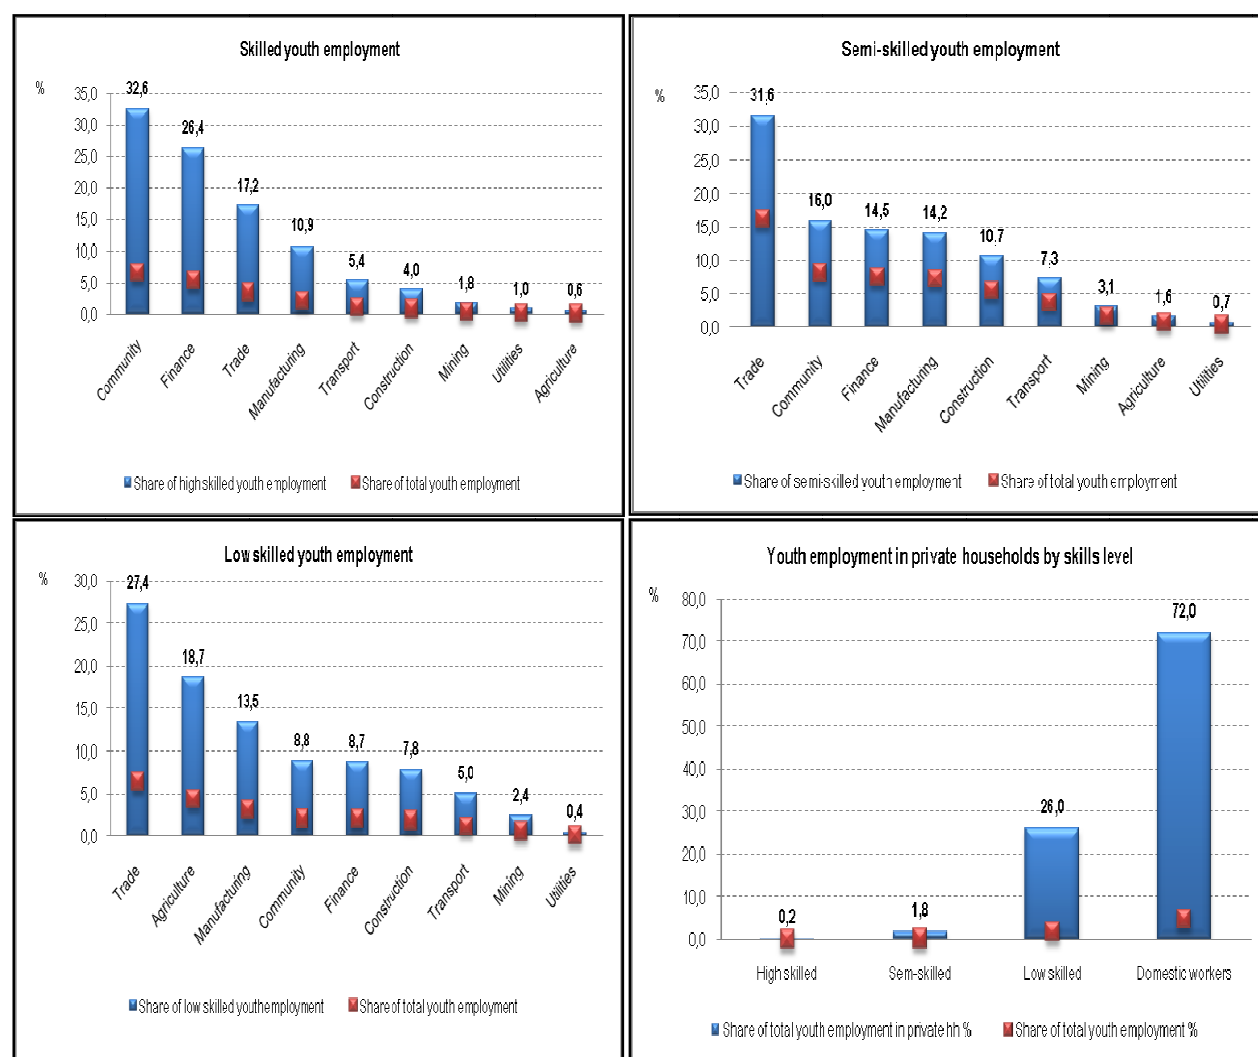 Skilled youth employment
%
35,0
30,0
25,0
20,0
15,0
10,0
5,0
0,0
32,6
26,4
17,2
10,9
5,4
4,0
1,8
1,0
0,6
Community
Finance
Trade
Manufacturing
Transport
Construction
Mining
Utilities
Agriculture
Share of high skilled youth employment
Share of total youth employment
Semi-skilled youth employment
%
35,0
30,0
25,0
20,0
15,0
10,0
5,0
0,0
31,6
16,0
14,5
14,2
10,7
7,3
3,1
1,6
0,7
Trade
Community
Finance
Manufacturing
Construction
Transport
Mining
Agriculture
Utilities
Share of semi-skilled youth employment
Share of total youth employment
Low skilled youth employment
%
30,0
25,0
20,0
15,0
10,0
5,0
0,0
27,4
18,7
13,5
8,8
8,7
7,8
5,0
2,4
0,4
Trade
Agriculture
Manufacturing
Community
Finance
Construction
Transport
Mining
Utilities
Share of low skilled youthemployment
Share of total youth employment
Youth employment in private households by skills level
%
80,0
70,0
60,0
50,0
40,0
30,0
20,0
10,0
0,0
0,2
1,8
26,0
72,0
High skilled
Sem-skilled
Low skilled
Domestic workers
Share of total youth employment in private hh %
Share of total youth employment %